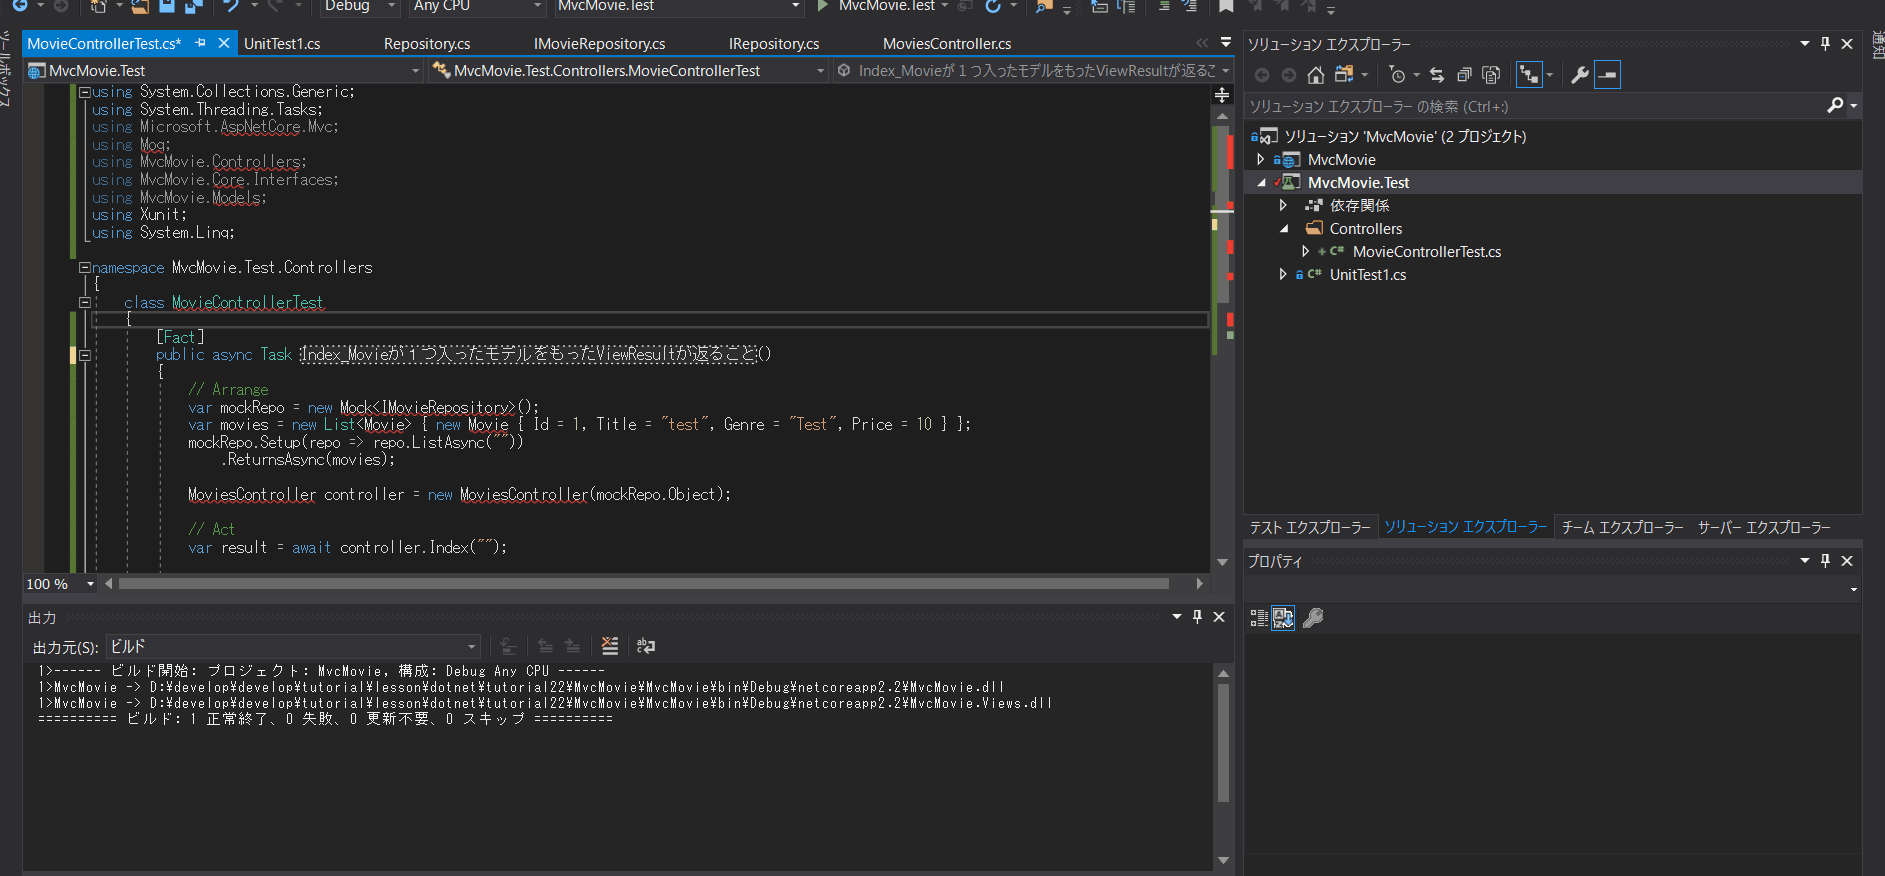 Debug
Any CPU
MvcMovie.Test
MvcMovie.Test
ツールボックス
通知
MovieControllerTest.cs*
UnitTest1.cs
Repository.cs
IMovieRepository.cs
IRepository.cs
MoviesController.cs
MvcMovie.Test
MvcMovie.Test.Controllers.MovieControllerTest
Index_Movieが１つ入ったモデルをもったViewResultが返るこ
using System.Collections.Generic;
using System.Threading.Tasks;
using Microsoft.AspNetCore.Mvc;
using Moq;
using MvcMovie.Controllers;
using MvcMovie.Core.Interfaces;
using MvcMovie.Models;
using Xunit;
using System.Linq;
namespace MvcMovie.Test.Controllers
{
class MovieControllerTest
{
[Fact]
public async Task Index_Movieが１つ入ったモデルをもったViewResultが返ること()
{
// Arrange
var mockRepo = new Mock<IMovieRepository>();
var movies = new List<Movie> { new Movie { Id = 1, Title = "test", Genre = "Test", Price = 10 } };
mockRepo.Setup(repo => repo.ListAsync(""))
.ReturnsAsync(movies);
MoviesController controller = new MoviesController(mockRepo.Object);
// Act
var result = await controller.Index("");
100 %
出力
出力元(S): ビルド
1>------ ビルド開始: プロジェクト: MvcMovie, 構成: Debug Any CPU ------
1>MvcMovie -> D:¥develop¥develop¥tutorial¥lesson¥dotnet¥tutorial22¥MvcMovie¥MvcMovie¥bin¥Debug¥netcoreapp2.2¥MvcMovie.dll
1>MvcMovie -> D:¥develop¥develop¥tutorial¥lesson¥dotnet¥tutorial22¥MvcMovie¥MvcMovie¥bin¥Debug¥netcoreapp2.2¥MvcMovie.Views.dll
========== ビルド: 1 正常終了、0 失敗、0 更新不要、0 スキップ ==========
ソリューション エクスプローラー
ソリューション エクスプローラー の検索 (Ctrl+:)
ソリューション 'MvcMovie' (2 プロジェクト)
MvcMovie
MvcMovie.Test
依存関係
Controllers
C# MovieControllerTest.cs
C# UnitTest1.cs
テスト エクスプローラー
ソリューション エクスプローラー
チーム エクスプローラー
サーバー エクスプローラー
プロパティ